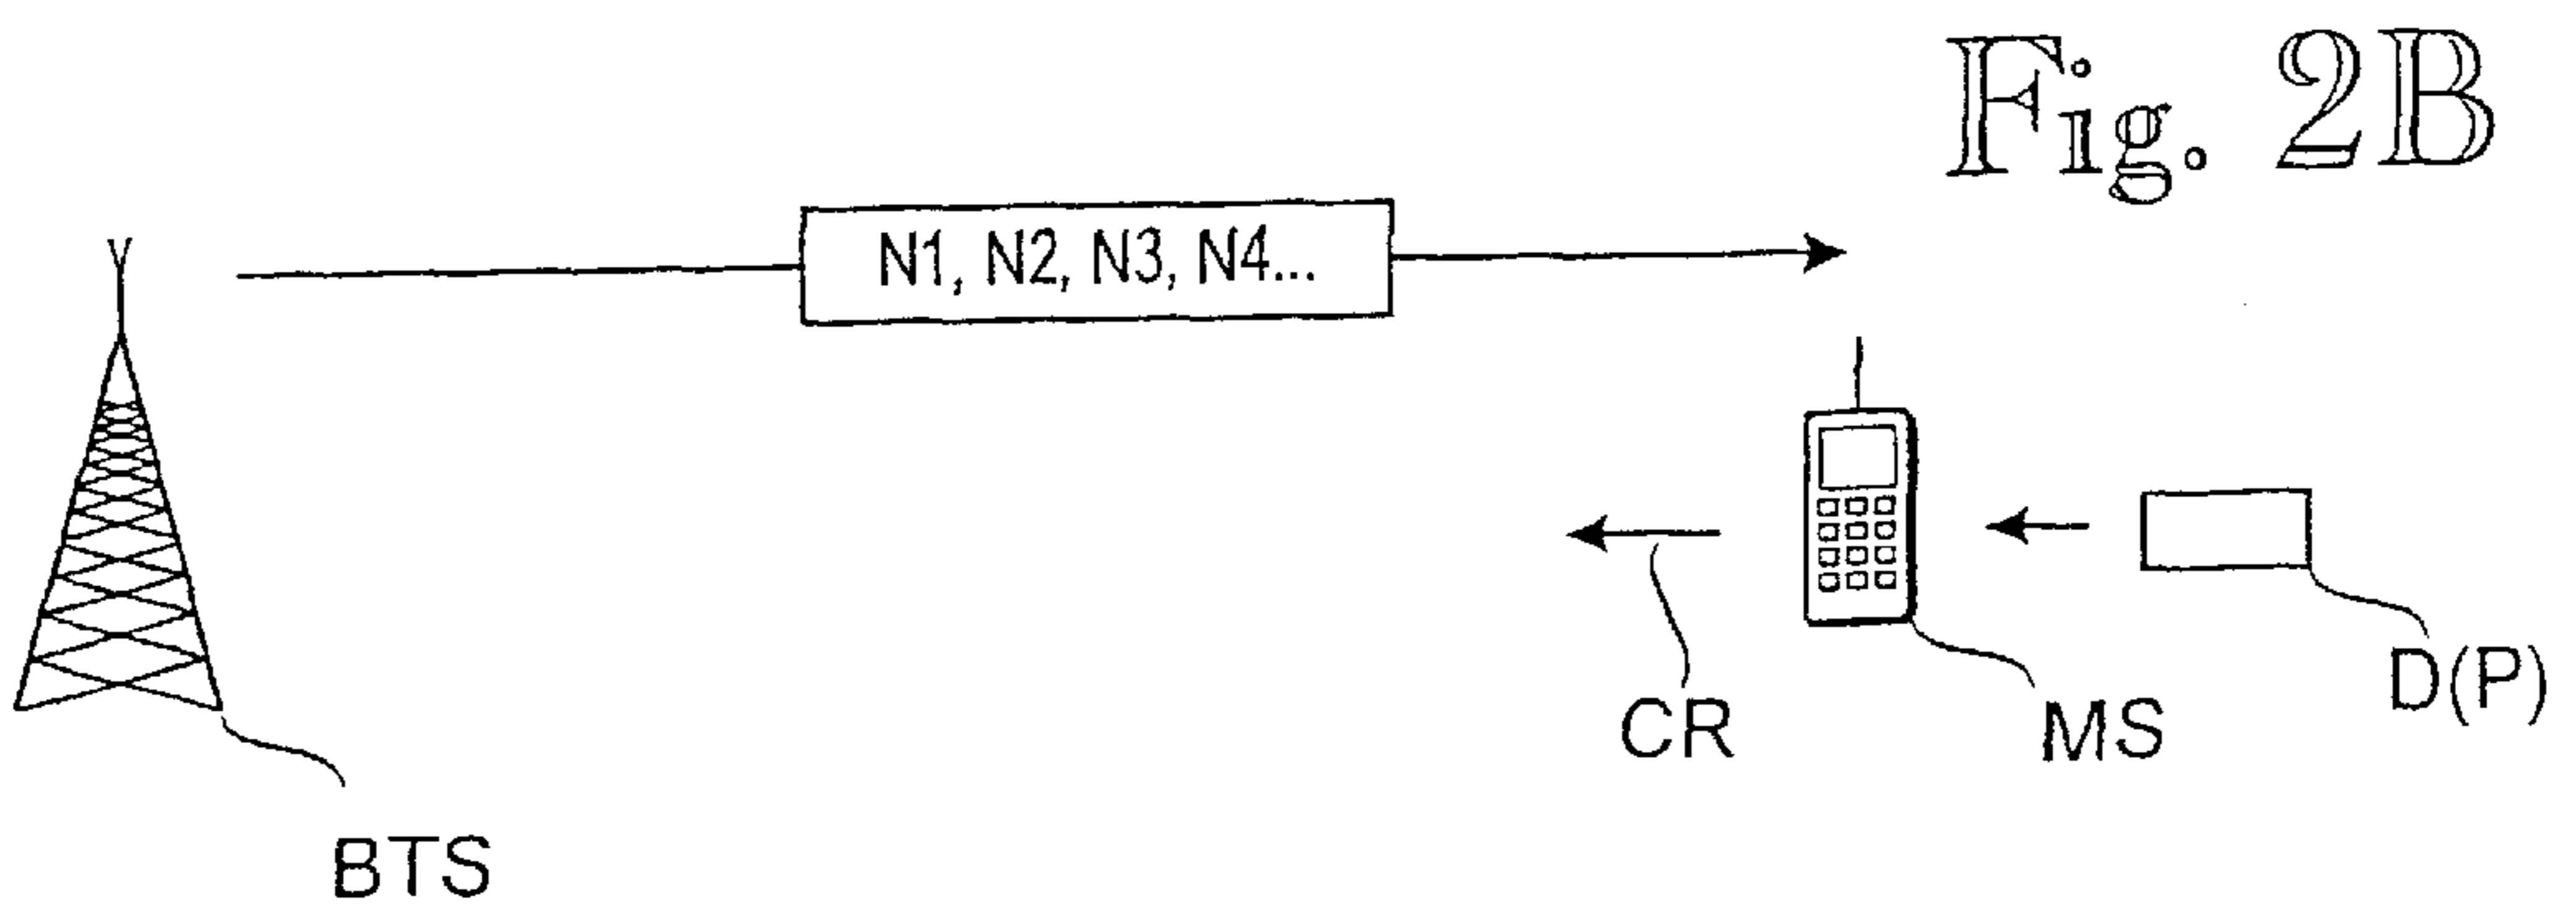 Fig. 2B
N1, N2, N3, N4...
CR
MS
D(P)
BTS